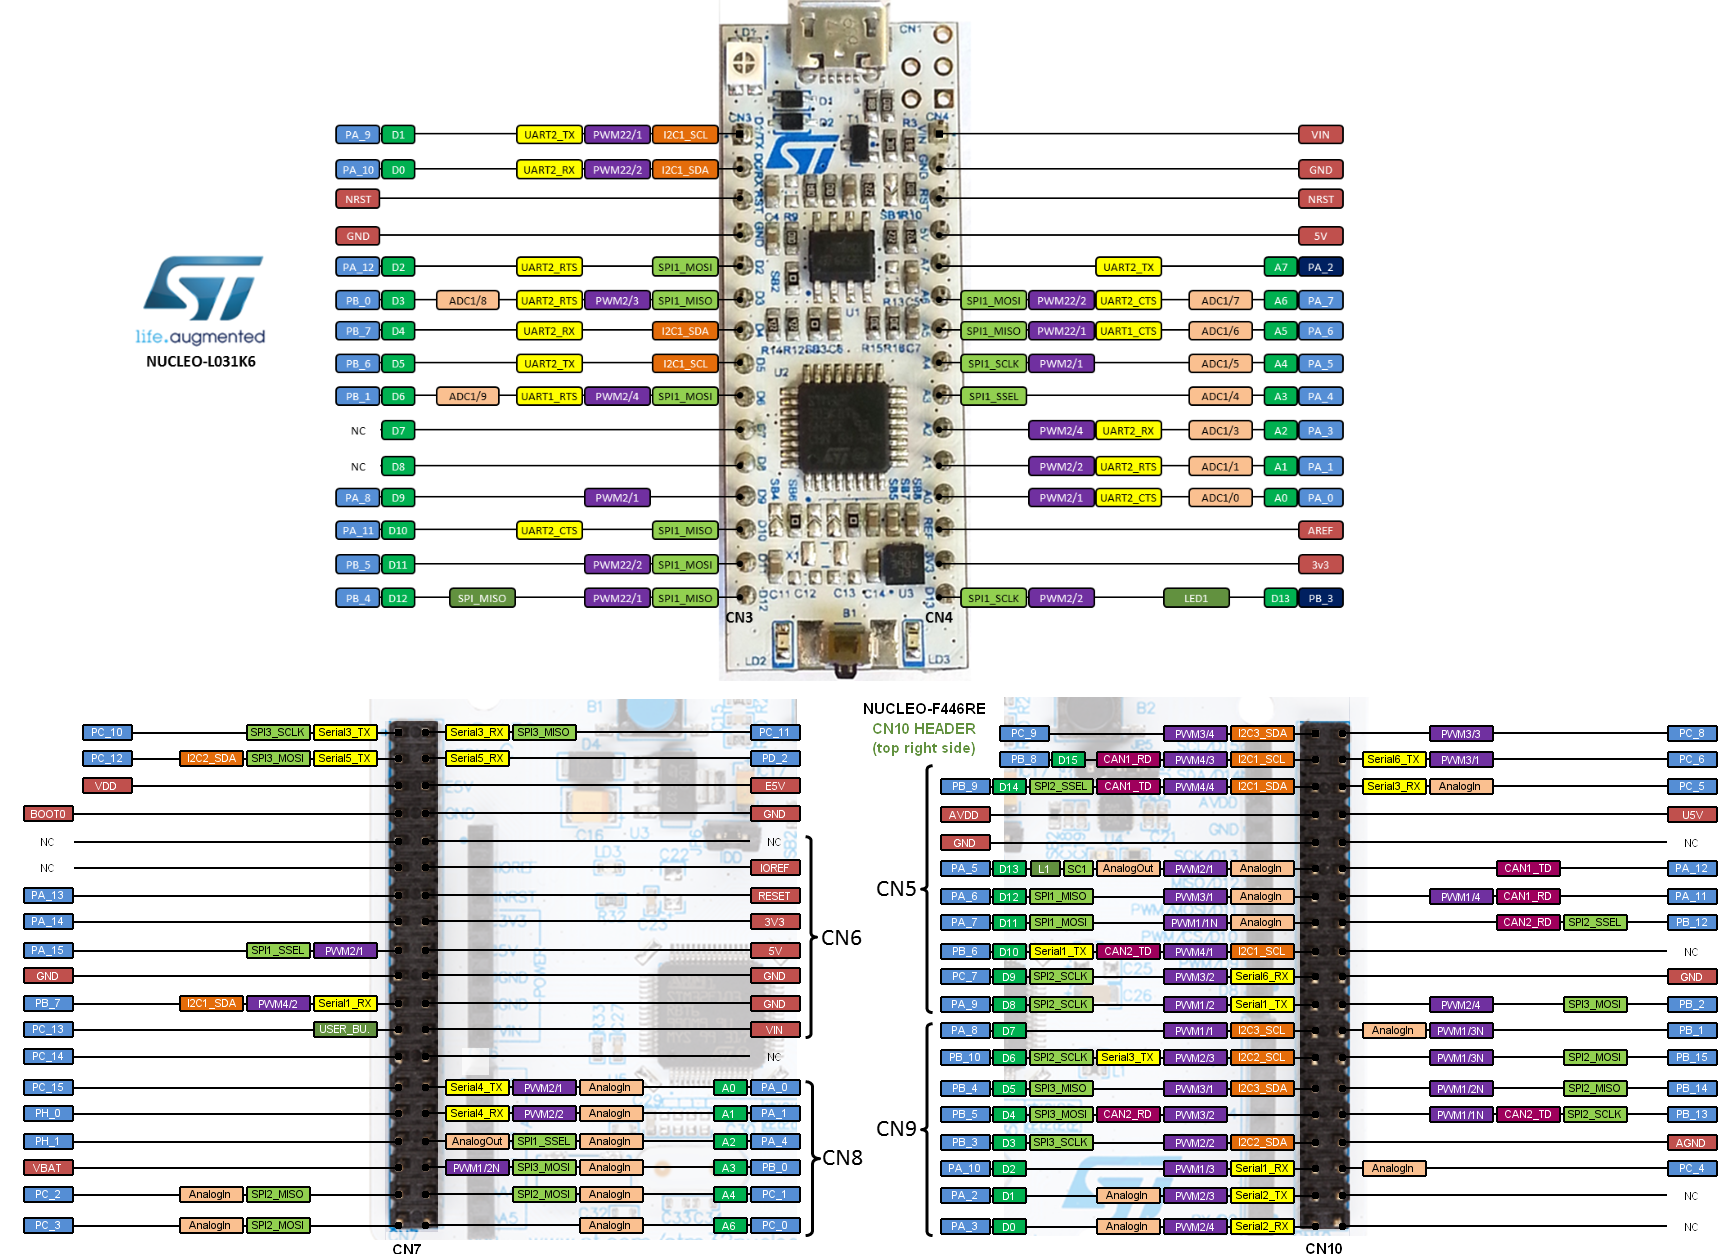 PA_9 D1 UART2_TX PWM22/1 I2C1_SCL VIN
PA_10 D0 UART2_RX PWM22/2 I2C1_SDA GND
NRST NRST
GND 5V
PA_12 D2 UART2_RTS SPI1_MOSI UART2_TX A7 PA_2
PB_0 D3 ADC1/8 UART2_RTS PWM2/3 SPI1_MISO SPI1_MOSI PWM22/2 UART2_CTS ADC1/7 A6 PA_7
PB_7 D4 UART2_RX I2C1_SDA SPI1_MISO PWM22/1 UART1_CTS ADC1/6 A5 PA_6
PB_6 D5 UART2_TX I2C1_SCL SPI1_SCLK PWM2/1 ADC1/5 A4 PA_5
PB_1 D6 ADC1/9 UART1_RTS PWM2/4 SPI1_MOSI SPI1_SSEL ADC1/4 A3 PA_4
NC D7 PWM2/4 UART2_RX ADC1/3 A2 PA_3
NC D8 PWM2/2 UART2_RTS ADC1/1 A1 PA_1
PA_8 D9 PWM2/1 PWM2/1 UART2_CTS ADC1/0 A0 PA_0
PA_11 D10 UART2_CTS SPI1_MISO AREF
PB_5 D11 PWM22/2 SPI1_MOSI 3v3
PB_4 D12 SPI_MISO PWM22/1 SPI1_MISO SPI1_SCLK PWM2/2 LED1 D13 PB_3
CN3 CN4
life.augmented
NUCLEO-L031K6
CN1
D1
D2
CN3
T1
R3
CN4
U1
U2
X1
C11 C12 C13 C14 U3
B1
LD2 LD3
PC_10 SPI3_SCLK Serial3_TX Serial3_RX SPI3_MISO PC_11
PC_12 I2C2_SDA SPI3_MOSI Serial5_TX Serial5_RX PD_2
VDD E5V
BOOT0 GND
NC NC
NC IOREF
PA_13 RESET
PA_14 3V3
PA_15 SPI1_SSEL PWM2/1 5V
GND GND
PB_7 I2C1_SDA PWM4/2 Serial1_RX GND
PC_13 USER_BU. VIN
PC_14 NC
PC_15 Serial4_TX PWM2/1 AnalogIn A0 PA_0
PH_0 Serial4_RX PWM2/2 AnalogIn A1 PA_1
PH_1 AnalogOut SPI1_SSEL AnalogIn A2 PA_4
VBAT PWM1/2N SPI3_MOSI AnalogIn A3 PB_0
PC_2 AnalogIn SPI2_MISO SPI2_MOSI AnalogIn A4 PC_1
PC_3 AnalogIn SPI2_MOSI AnalogIn A6 PC_0
CN7
CN6
CN8
NUCLEO-F446RE
CN10 HEADER
(top right side)
PC_9 PWM3/4 I2C3_SDA PWM3/3 PC_8
PB_8 D15 CAN1_RD PWM4/3 I2C1_SCL Serial6_TX PWM3/1 PC_6
PB_9 D14 SPI2_SSEL CAN1_TD PWM4/4 I2C1_SDA Serial3_RX AnalogIn PC_5
AVDD U5V
GND NC
PA_5 D13 L1 SC1 AnalogOut PWM2/1 AnalogIn CAN1_TD PA_12
PA_6 D12 SPI1_MISO PWM3/1 AnalogIn PWM1/4 CAN1_RD PA_11
PA_7 D11 SPI1_MOSI PWM1/1N AnalogIn CAN2_RD SPI2_SSEL PB_12
PB_6 D10 Serial1_TX CAN2_TD PWM4/1 I2C1_SCL NC
PC_7 D9 SPI2_SCLK PWM3/2 Serial6_RX GND
PA_9 D8 SPI2_SCLK PWM1/2 Serial1_TX PWM2/4 SPI3_MOSI PB_2
PA_8 D7 PWM1/1 I2C3_SCL AnalogIn PWM1/3N PB_1
PB_10 D6 SPI2_SCLK Serial3_TX PWM2/3 I2C2_SCL PWM1/3N SPI2_MOSI PB_15
PB_4 D5 SPI3_MISO PWM3/1 I2C3_SDA PWM1/2N SPI2_MISO PB_14
PB_5 D4 SPI3_MOSI CAN2_RD PWM3/2 PWM1/1N CAN2_TD SPI2_SCLK PB_13
PB_3 D3 SPI3_SCLK PWM2/2 I2C2_SDA AGND
PA_10 D2 PWM1/3 Serial1_RX AnalogIn PC_4
PA_2 D1 AnalogIn PWM2/3 Serial2_TX NC
PA_3 D0 AnalogIn PWM2/4 Serial2_RX NC
CN10
CN5
CN9